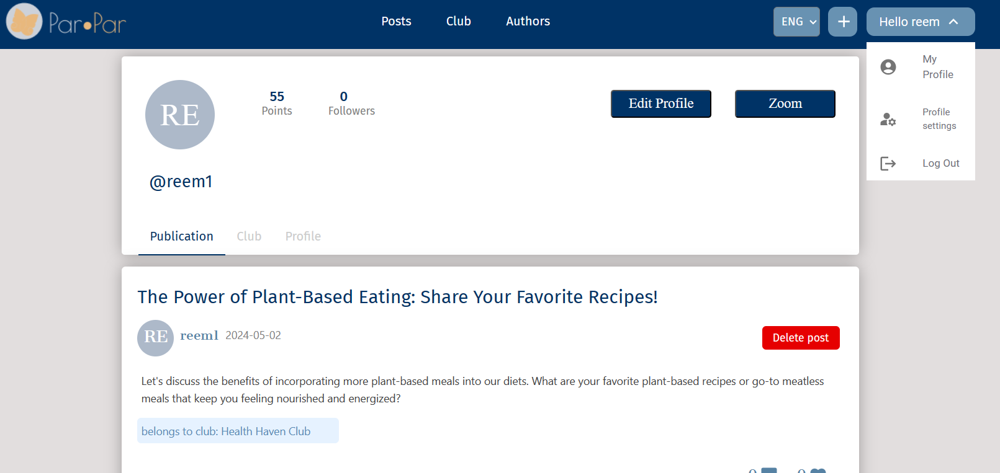 Par Par
Posts
Club
Authors
ENG
Hello reem
My
Profile
Profile
settings
Log Out
RE
55
Points
0
Followers
Edit Profile
Zoom
@reem1
Publication
Club
Profile
The Power of Plant-Based Eating: Share Your Favorite Recipes!
RE
reem1
2024-05-02
Delete post
Let's discuss the benefits of incorporating more plant-based meals into our diets. What are your favorite plant-based recipes or go-to meatless
meals that keep you feeling nourished and energized?
belongs to club: Health Haven Club